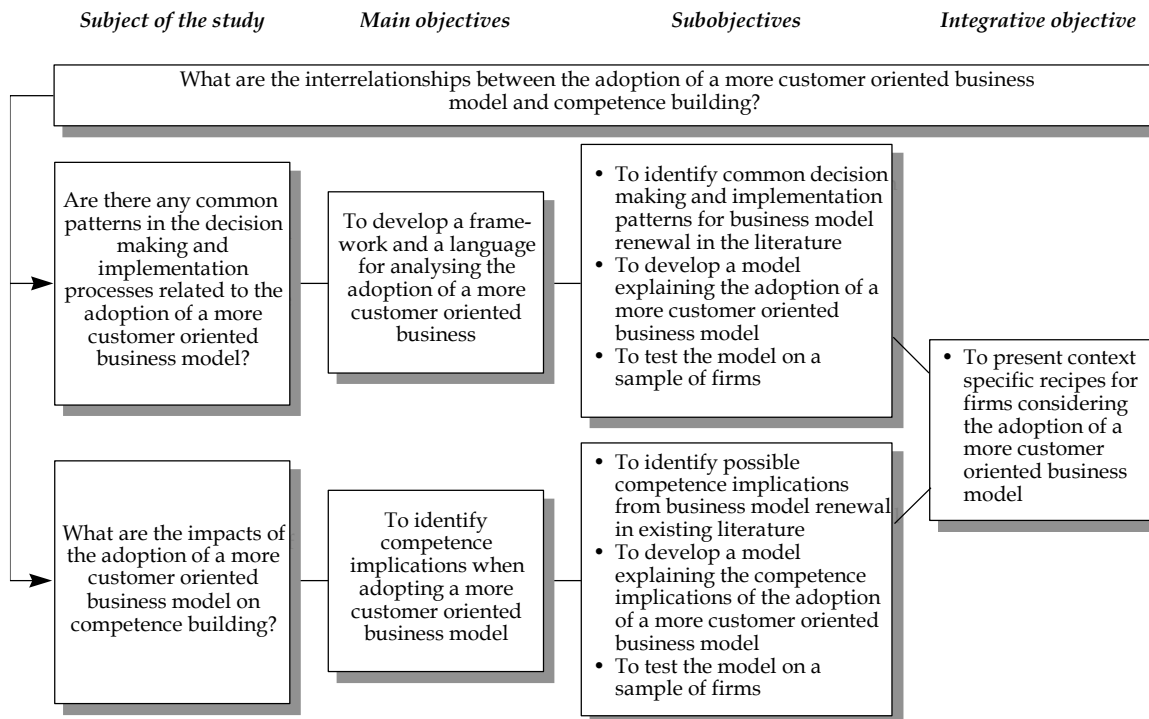 Subject of the study
Main objectives
Subobjectives
Integrative objective
What are the interrelationships between the adoption of a more customer oriented business
model and competence building?
Are there any common
patterns in the decision
making and
implementation
processes related to the
adoption of a more
customer oriented
business model?
To develop a frame-
work and a language
for analysing the
adoption of a more
customer oriented
business
• To identify common decision
making and implementation
patterns for business model
renewal in the literature
• To develop a model
explaining the adoption of a
more customer oriented
business model
• To test the model on a
sample of firms
• To present context
specific recipes for
firms considering
the adoption of a
more customer
oriented business
model
What are the impacts of
the adoption of a more
customer oriented
business model on
competence building?
To identify
competence
implications when
adopting a more
customer oriented
business model
• To identify possible
competence implications
from business model renewal
in existing literature
• To develop a model
explaining the competence
implications of the adoption
of a more customer oriented
business model
• To test the model on a
sample of firms